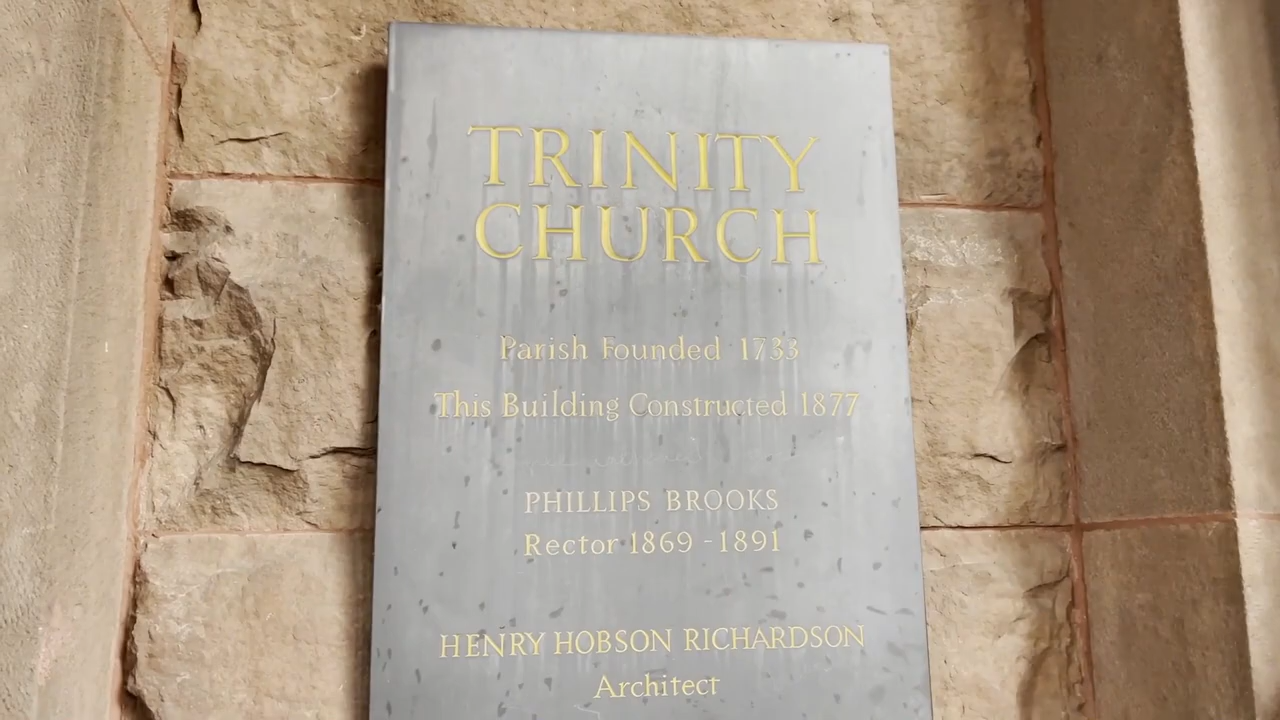 TRINITY
CHURCH
Parish Founded 1733
This Building Constructed 1877
PHILLIPS BROOKS
Rector 1869 - 1891
HENRY HOBSON RICHARDSON
Architect